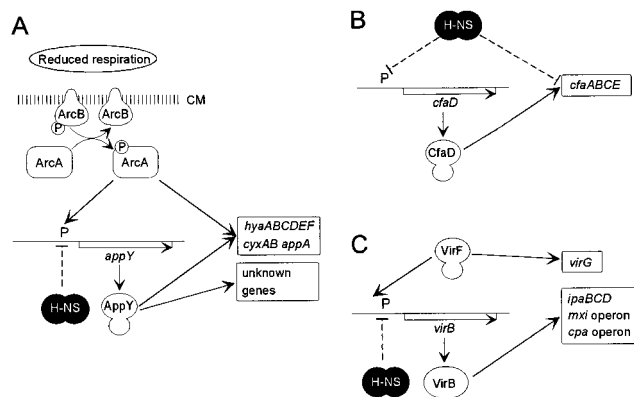 A
Reduced respiration
CM
ArcB
ArcB
P
P
ArcA
ArcA
P
appY
H-NS
AppY
hyaABCDEF
cyxAB appA
unknown
genes
B
H-NS
P
cfaD
CfaD
cfaABCE
C
VirF
virG
P
virB
H-NS
VirB
ipaBCD
mxi operon
cpa operon